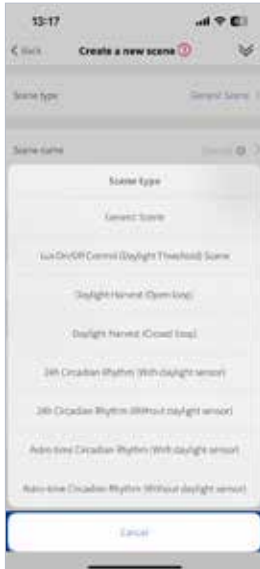 13:17
Back
Create a new scene ?
Scene type
General Scene
Scene name
Scene type
General Scene
Lux On/Off Control (Daylight Threshold) Scene
Daylight Harvest (Open loop)
Daylight Harvest (Closed loop)
24h Circadian Rhythm (With daylight sensor)
24h Circadian Rhythm (Without daylight sensor)
Astro-time Circadian Rhythm (With daylight sensor)
Astro-time Circadian Rhythm (Without daylight sensor)
Cancel